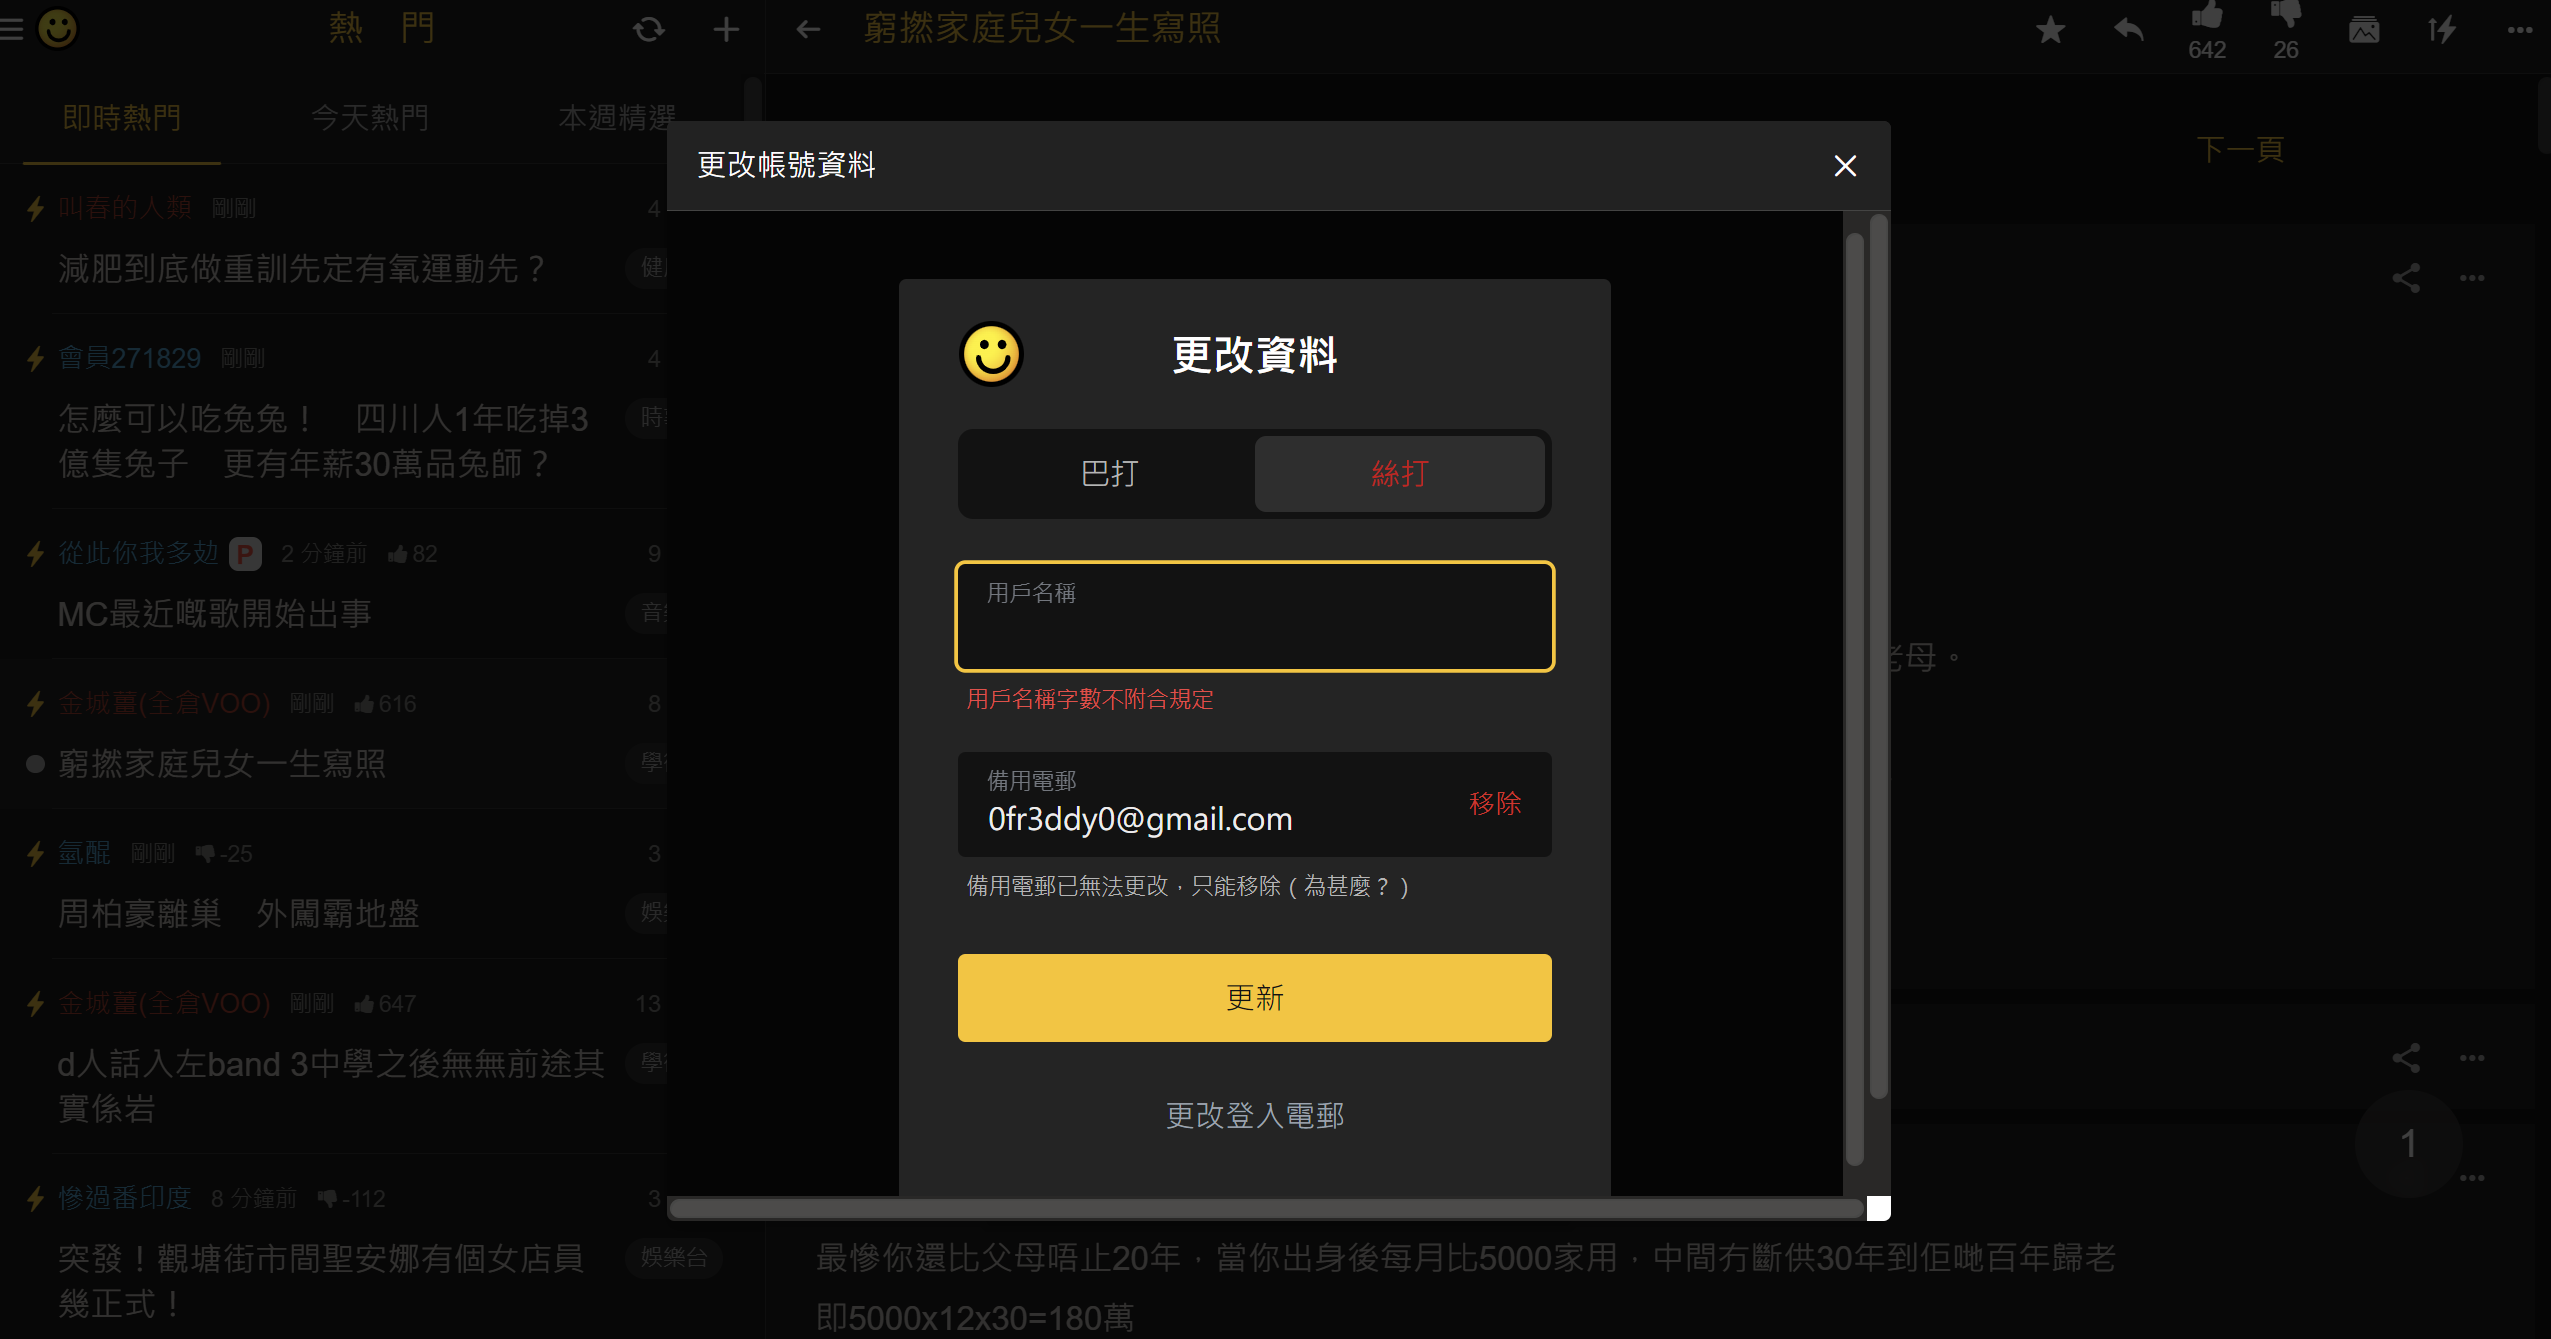 熱 門
窮撚家庭兒女一生寫照
642
26
即時熱門
今天熱門
本週精選
下一頁
叫春的人類 剛剛 4
減肥到底做重訓先定有氧運動先？
會員271829 剛剛 4
怎麼可以吃兔兔！ 四川人1年吃掉3
億隻兔子 更有年薪30萬品兔師？
從此你我多劫 P 2 分鐘前 82 9
MC最近嘅歌開始出事
金城薑(全倉VOO) 剛剛 616 8
窮撚家庭兒女一生寫照
氫醌 剛剛 -25 3
周柏豪離巢 外闖霸地盤
金城薑(全倉VOO) 剛剛 647 13
d人話入左band 3中學之後無無前途其
實係岩
慘過番印度 8 分鐘前 -112 3
突發！觀塘街市間聖安娜有個女店員
娛樂台
幾正式！
更改帳號資料
更改資料
巴打
絲打
用戶名稱
用戶名稱字數不附合規定
備用電郵
0fr3ddy0@gmail.com
移除
備用電郵已無法更改，只能移除 ( 為甚麼？ )
更新
更改登入電郵
老母。
1
最慘你還比父母唔止20年，當你出身後每月比5000家用，中間冇斷供30年到佢哋百年歸老
即5000x12x30=180萬